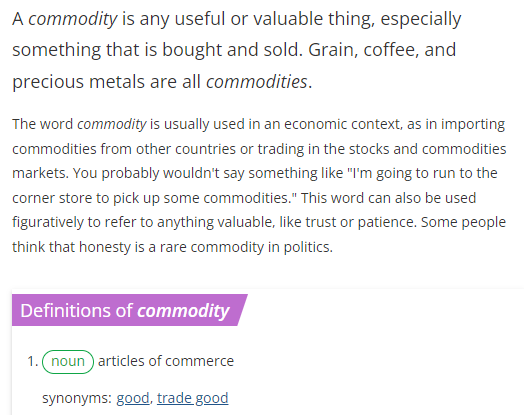 A commodity is any useful or valuable thing, especially
something that is bought and sold. Grain, coffee, and
precious metals are all commodities.
The word commodity is usually used in an economic context, as in importing
commodities from other countries or trading in the stocks and commodities
markets. You probably wouldn't say something like "I'm going to run to the
corner store to pick up some commodities." This word can also be used
figuratively to refer to anything valuable, like trust or patience. Some people
think that honesty is a rare commodity in politics.
Definitions of commodity
1. noun articles of commerce
synonyms: good, trade good